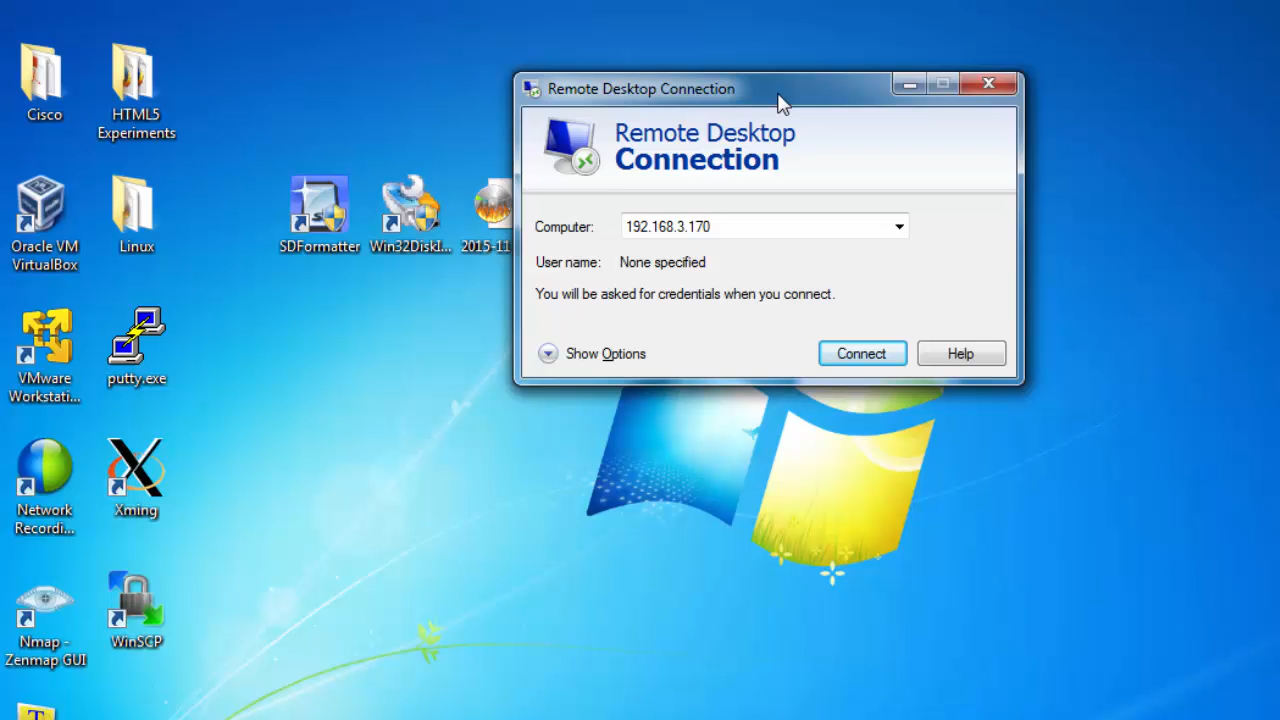 Cisco
HTML5
Experiments
Oracle VM
VirtualBox
Linux
SDFormatter
Win32DiskI...
2015-11
VMware
Workstati...
putty.exe
Network
Recordi...
Xming
Nmap -
Zenmap GUI
WinSCP
Remote Desktop Connection
Remote Desktop
Connection
Computer: 192.168.3.170
User name: None specified
You will be asked for credentials when you connect.
Show Options Connect Help